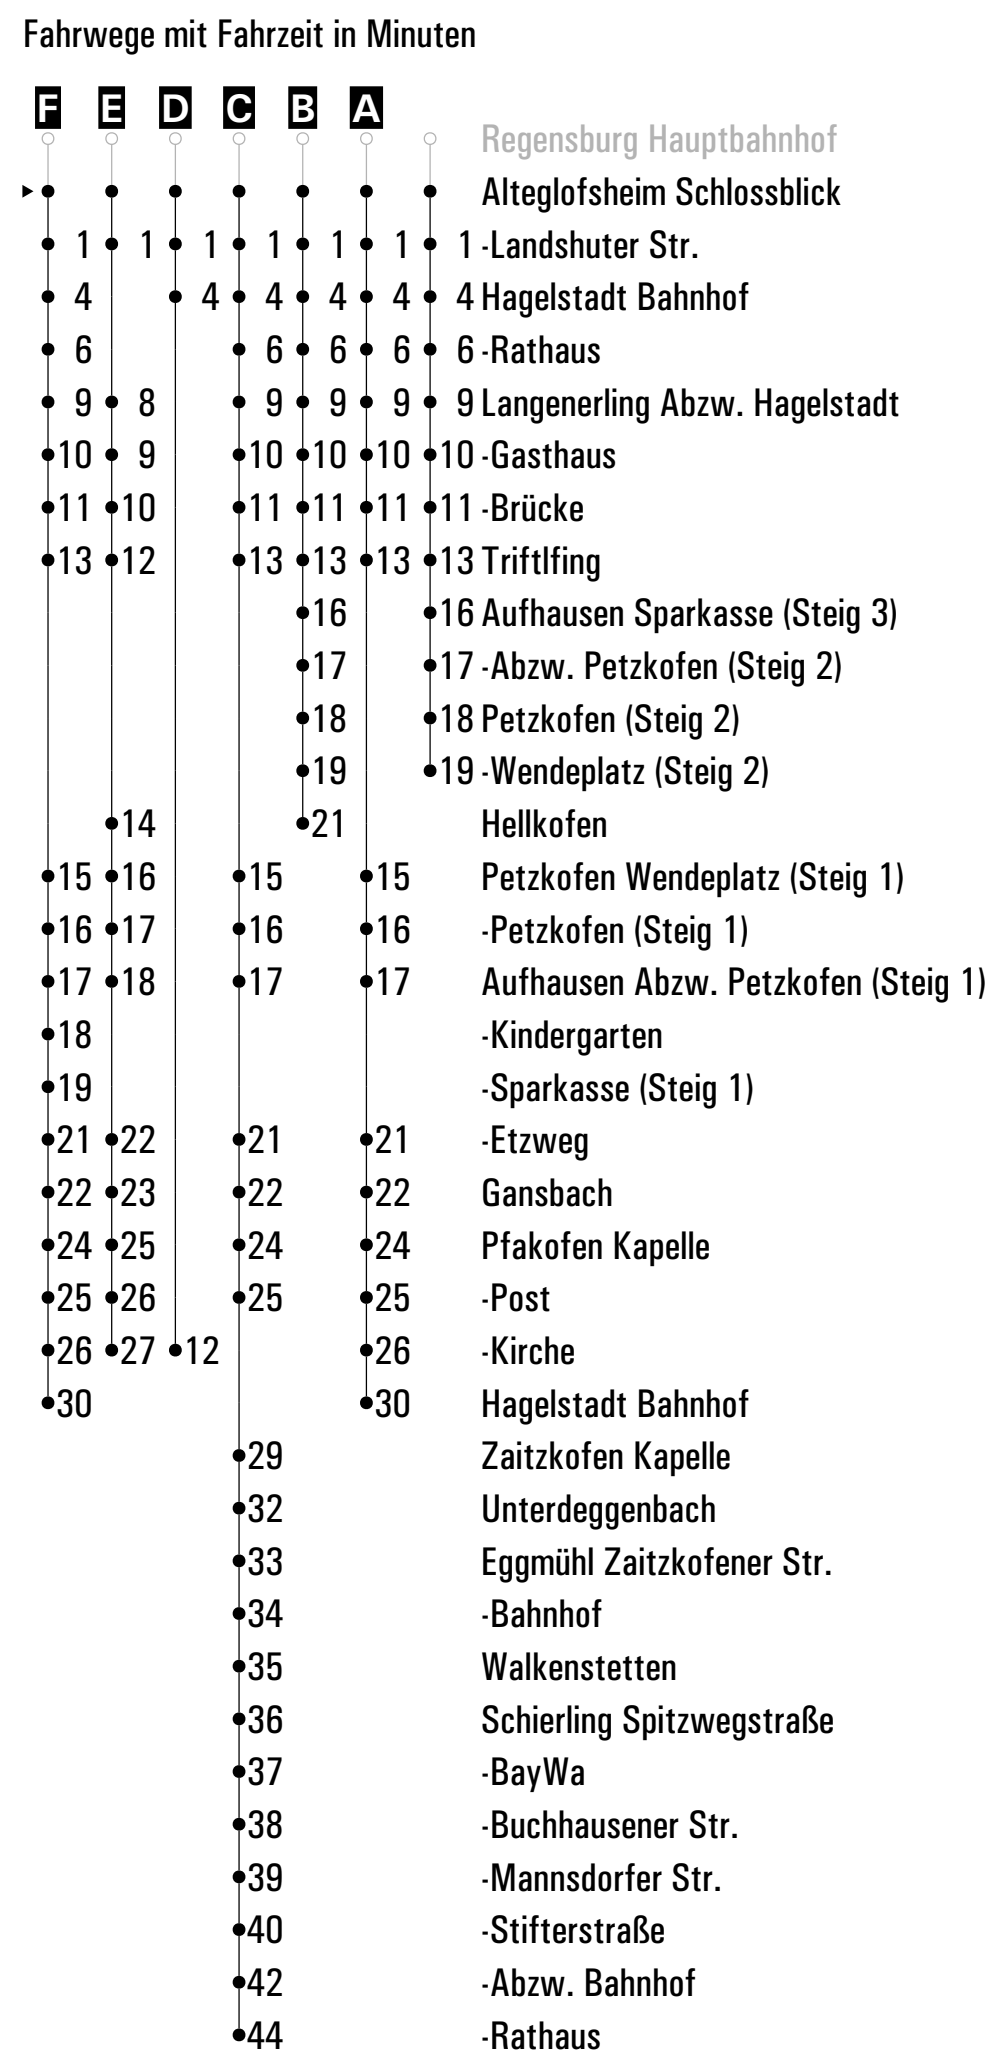 Fahrwege mit Fahrzeit in Minuten
F E D C B A
Regensburg Hauptbahnhof
Alteglofsheim Schlossblick
1 1 1 1 1 1 1 -Landshuter Str.
4 4 4 4 4 4 Hagelstadt Bahnhof
6 6 6 6 6 -Rathaus
9 8 9 9 9 9 Langenerling Abzw. Hagelstadt
10 9 10 10 10 10 -Gasthaus
11 10 11 11 11 11 -Brücke
13 12 13 13 13 13 Triftlfing
16 16 Aufhausen Sparkasse (Steig 3)
17 17 -Abzw. Petzkofen (Steig 2)
18 18 Petzkofen (Steig 2)
19 19 -Wendeplatz (Steig 2)
14 21 Hellkofen
15 16 15 15 Petzkofen Wendeplatz (Steig 1)
16 17 16 16 -Petzkofen (Steig 1)
17 18 17 17 Aufhausen Abzw. Petzkofen (Steig 1)
18 -Kindergarten
19 -Sparkasse (Steig 1)
21 22 21 21 -Etzweg
22 23 22 22 Gansbach
24 25 24 24 Pfakofen Kapelle
25 26 25 25 -Post
26 27 12 26 -Kirche
30 30 Hagelstadt Bahnhof
29 Zaitzkofen Kapelle
32 Unterdeggenbach
33 Eggmühl Zaitzkofener Str.
34 -Bahnhof
35 Walkenstetten
36 Schierling Spitzwegstraße
37 -BayWa
38 -Buchhausener Str.
39 -Mannsdorfer Str.
40 -Stifterstraße
42 -Abzw. Bahnhof
44 -Rathaus